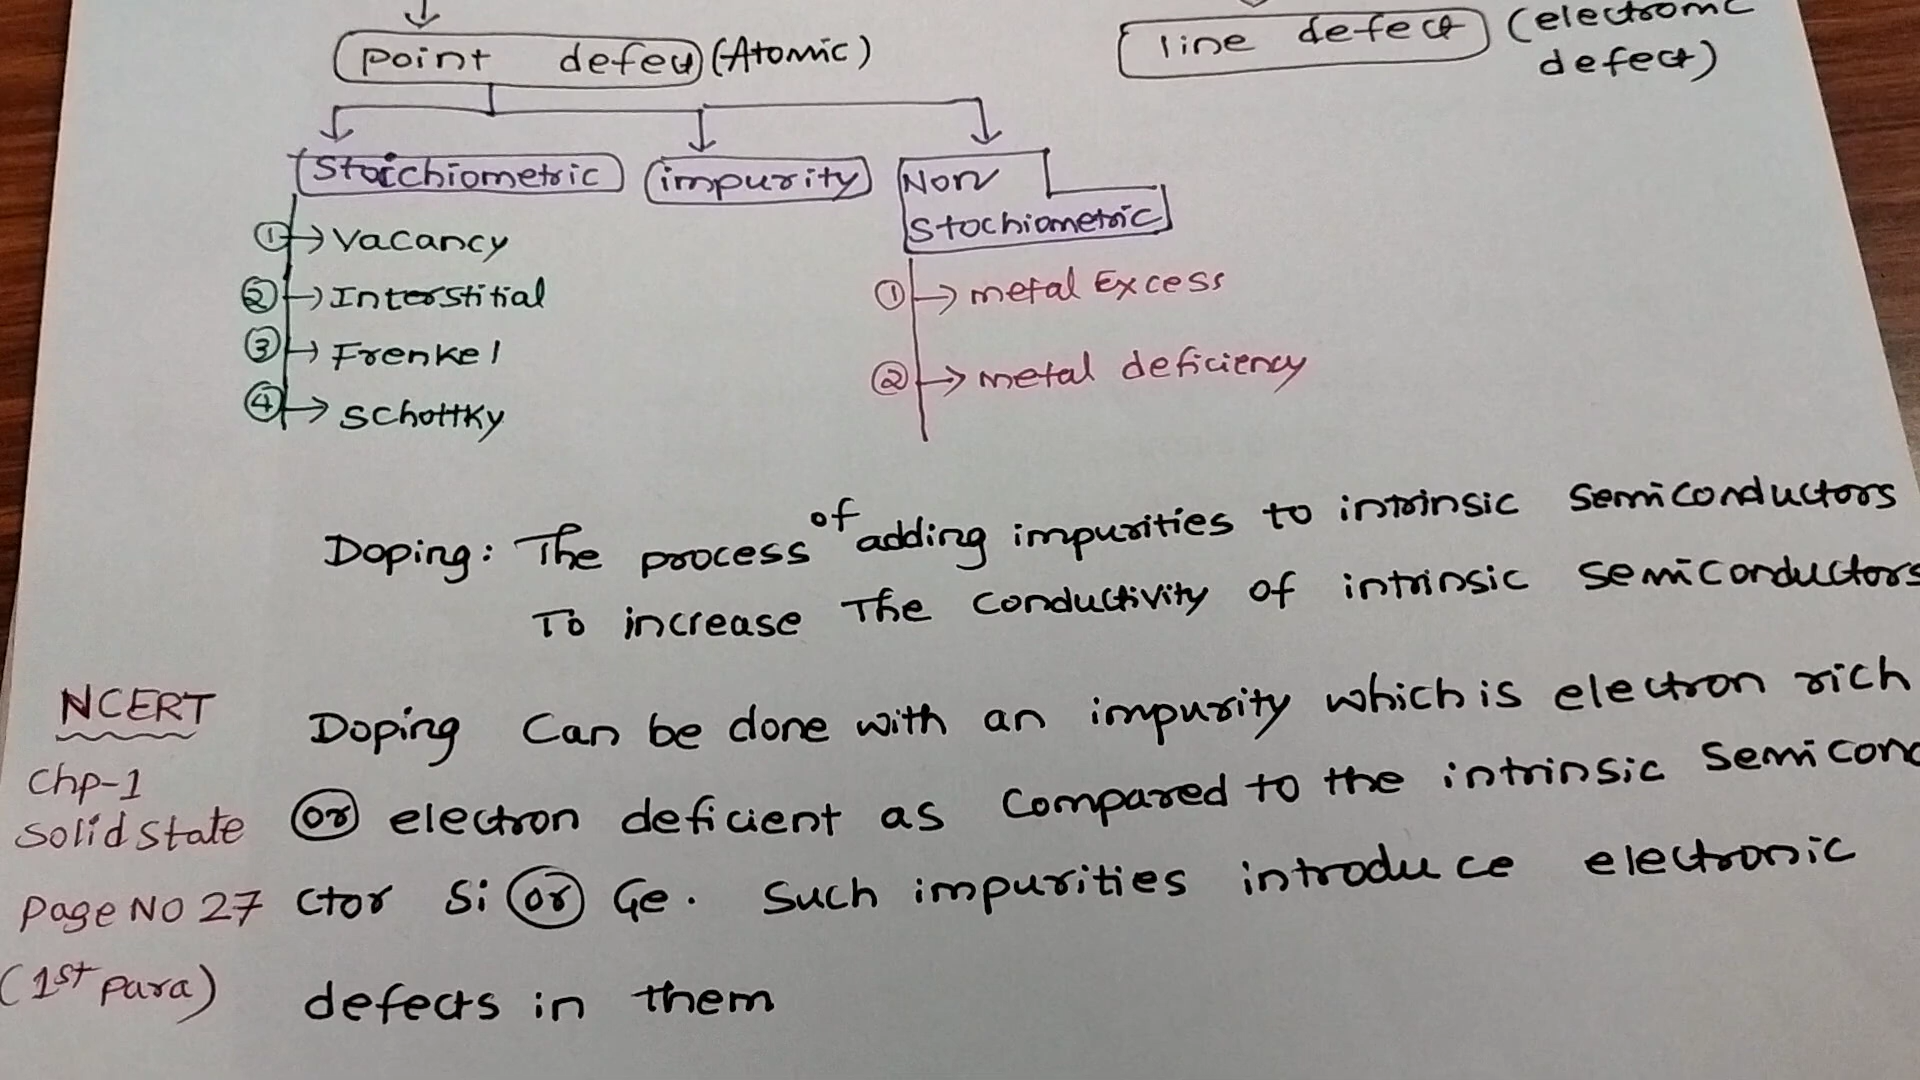 point defect (Atomic)
line defect (electronic
defect)
Stoichiometric
impurity
Non
Stochiometric
① → Vacancy
② → Interstitial
③ → Frenkel
④ → Schottky
① → metal Excess
② → metal deficiency
Doping: The process of adding impurities to intrinsic semiconductors
To increase The conductivity of intrinsic semiconductors
NCERT
Chp-1
Solid state
Page No 27
(1st para)
Doping Can be done with an impurity which is electron rich
or electron deficient as Compared to the intrinsic Semicond
ctor Si or Ge. Such impurities introduce electronic
defects in them